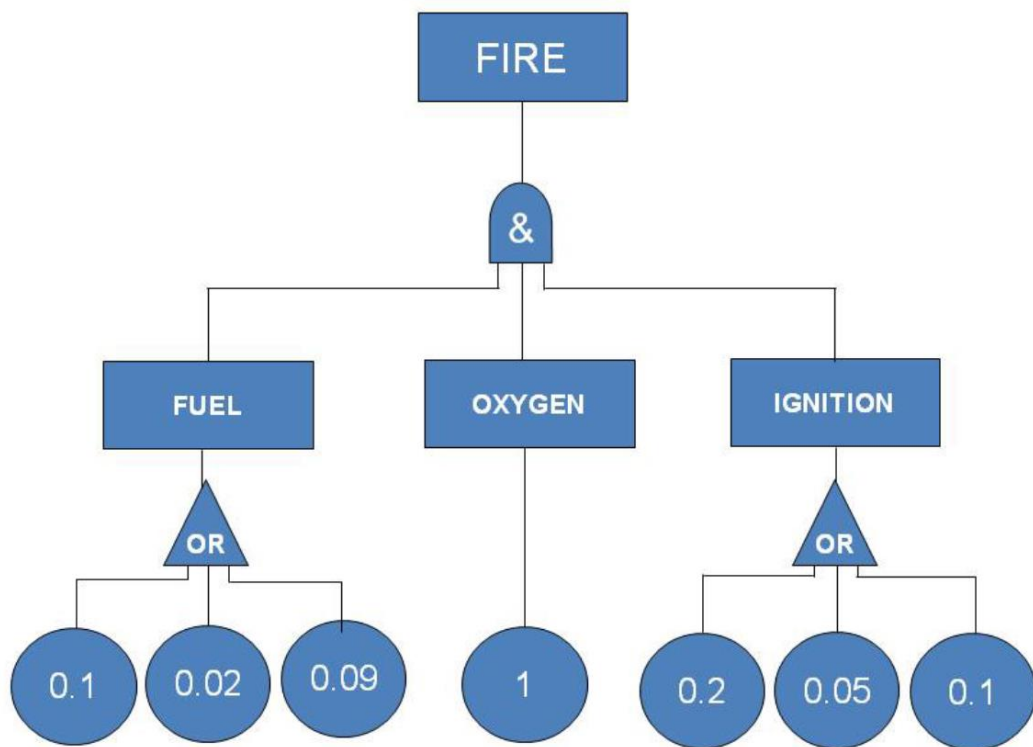 FIRE
&
FUEL
OXYGEN
IGNITION
OR
OR
0.1
0.02
0.09
1
0.2
0.05
0.1